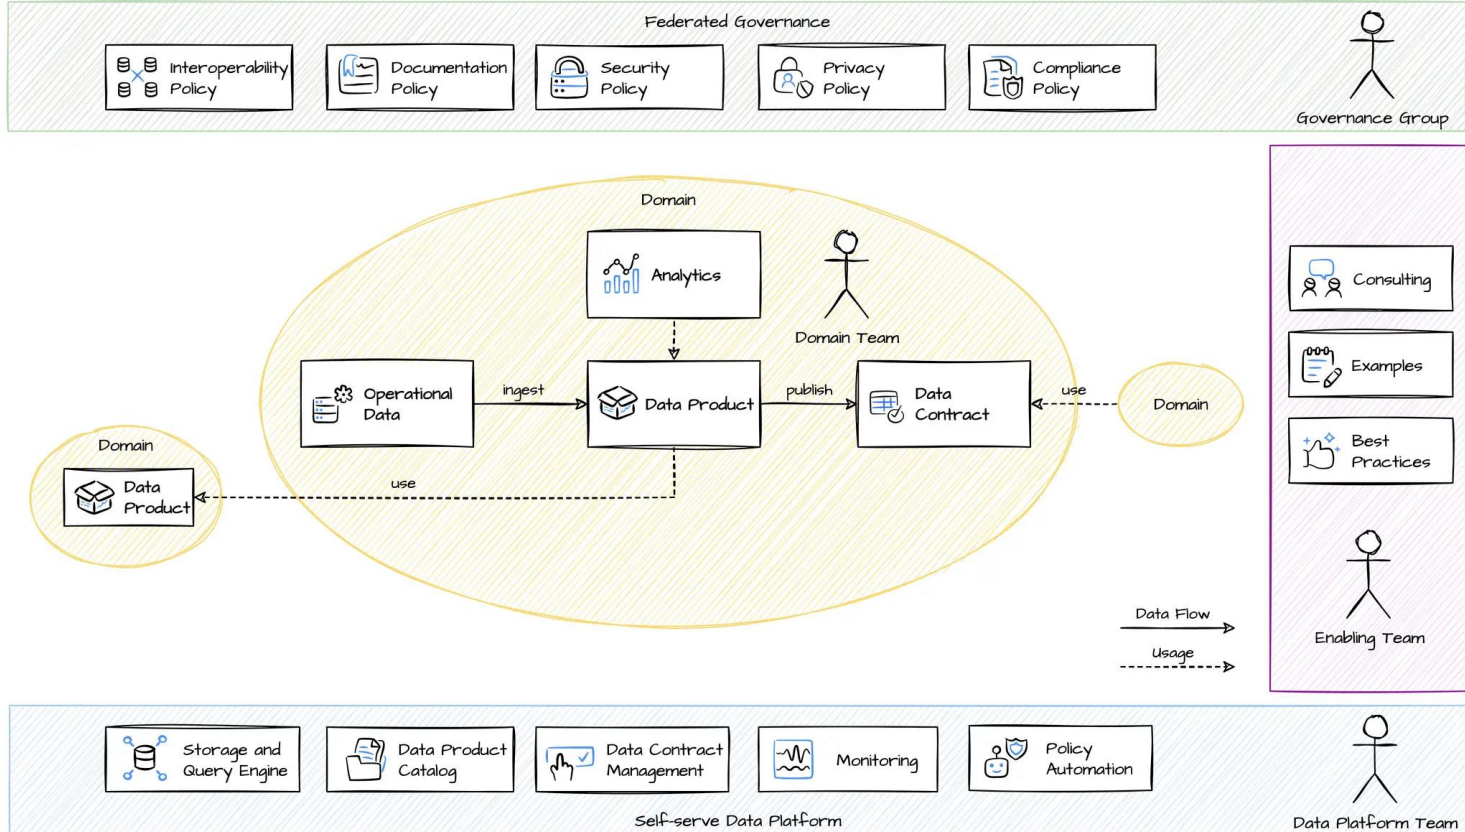 Federated Governance
Interoperability
Policy
Documentation
Policy
Security
Policy
Privacy
Policy
Compliance
Policy
Governance Group
Domain
Analytics
Domain Team
Operational
Data
ingest
Data Product
publish
Data
Contract
use
Domain
Domain
Data
Product
use
Consulting
Examples
Best
Practices
Enabling Team
Data Flow
Usage
Storage and
Query Engine
Data Product
Catalog
Data Contract
Management
Monitoring
Policy
Automation
Self-serve Data Platform
Data Platform Team